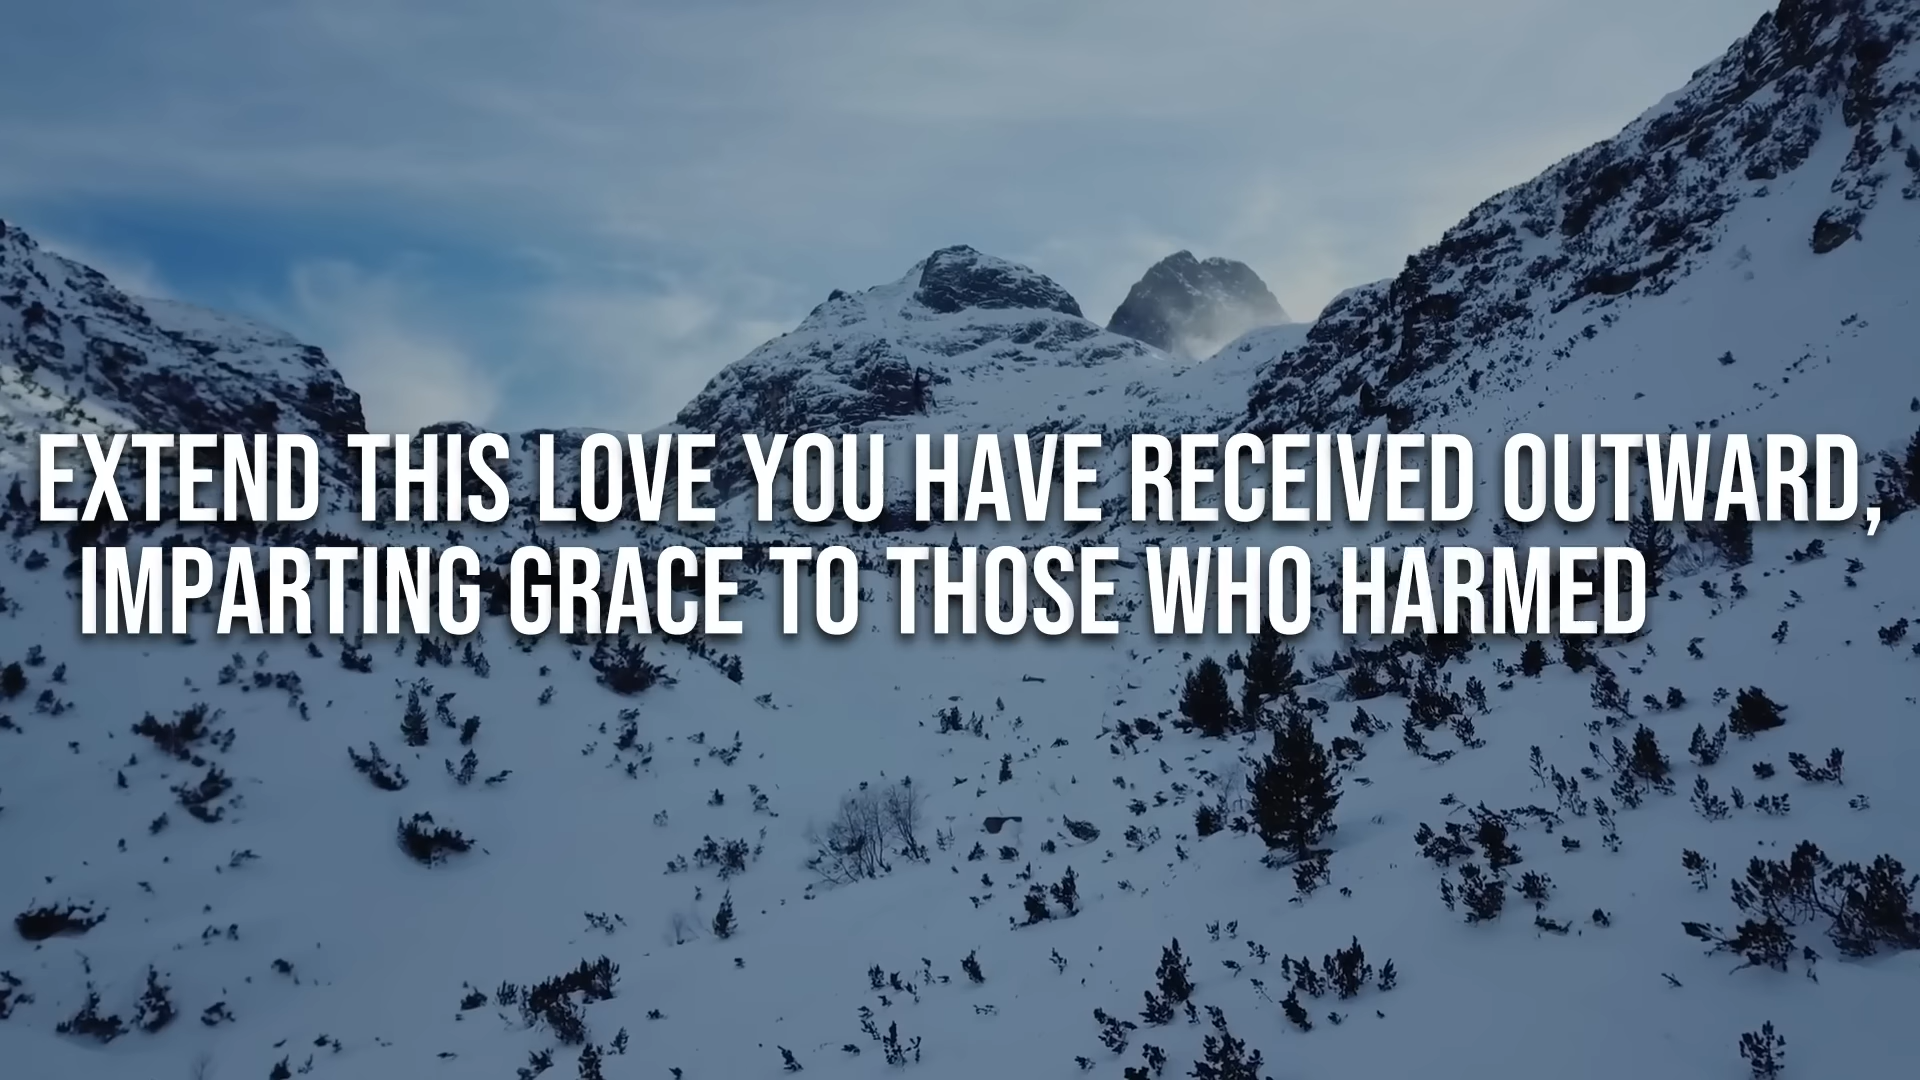 EXTEND THIS LOVE YOU HAVE RECEIVED OUTWARD,
IMPARTING GRACE TO THOSE WHO HARMED